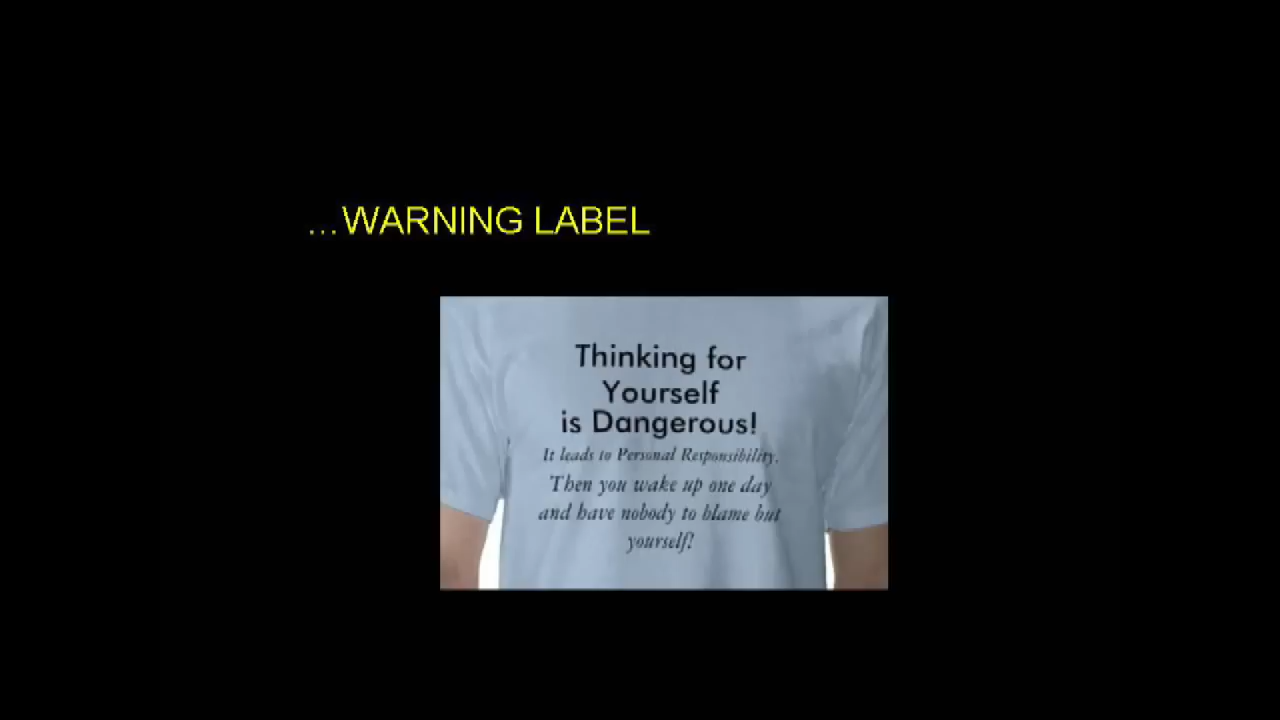 ...WARNING LABEL
Thinking for
Yourself
is Dangerous!
It leads to Personal Responsibility.
Then you wake up one day
and have nobody to blame but
yourself!